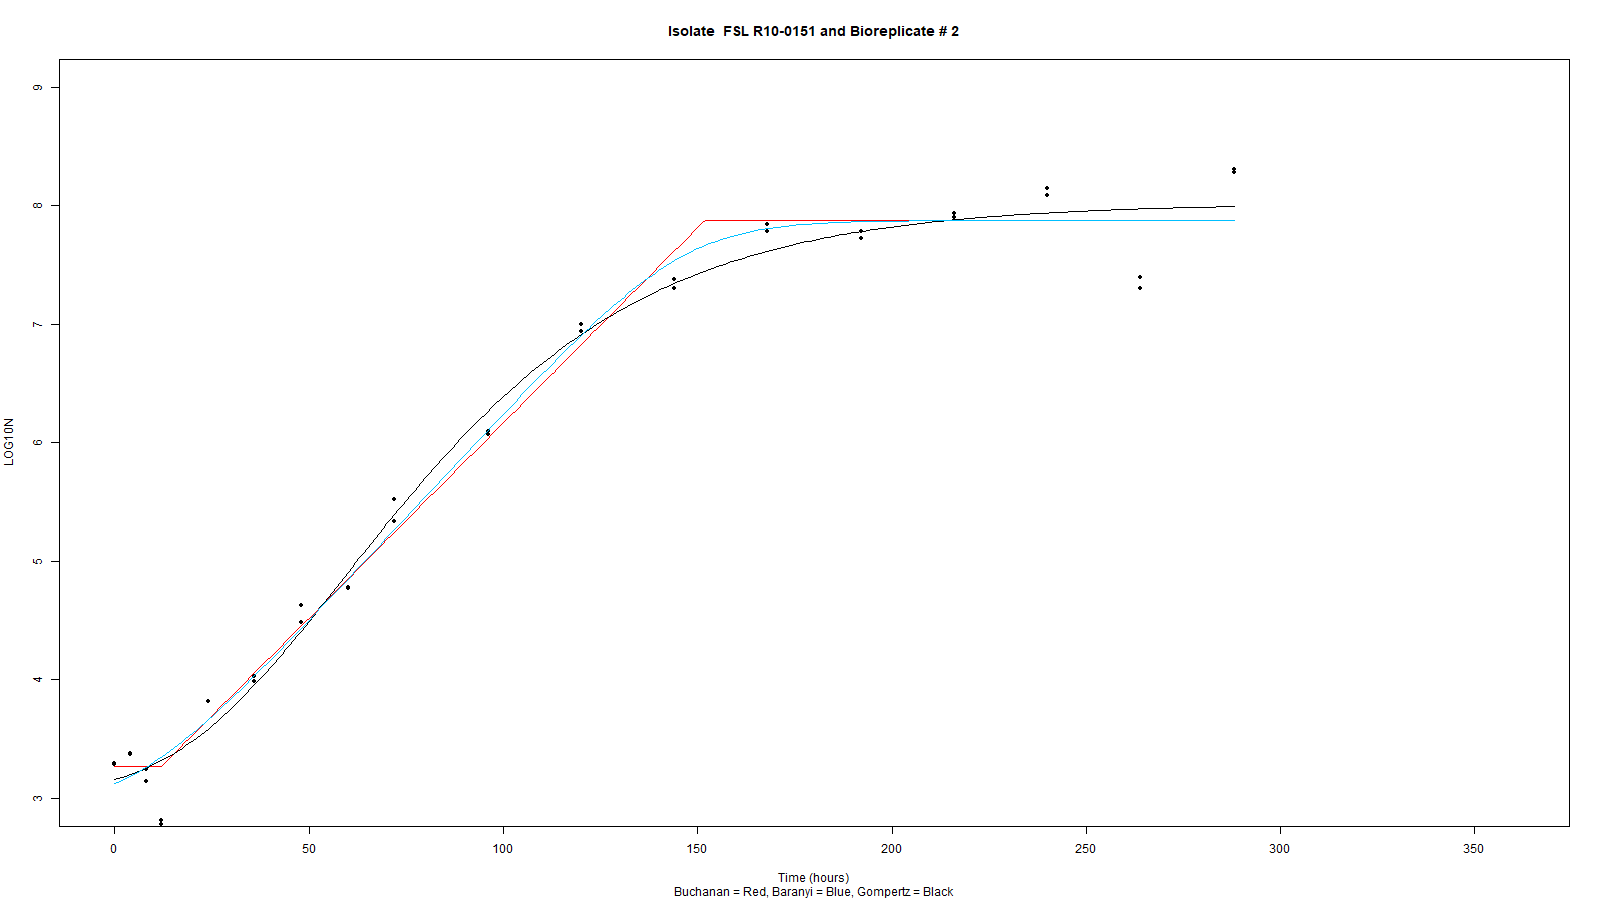 Isolate  FSL R10-0151 and Bioreplicate # 2
9
8
7
6
5
4
3
LOG10N
0 50 100 150 200 250 300 350
Time (hours)
Buchanan = Red, Baranyi = Blue, Gompertz = Black